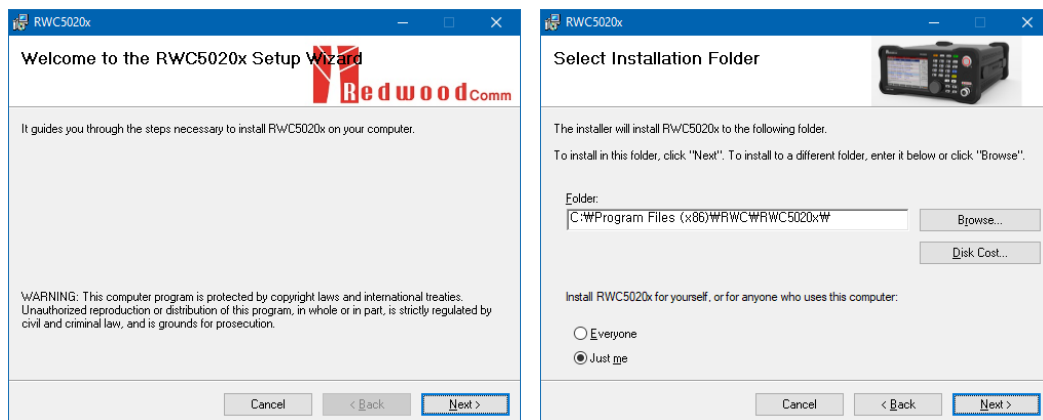 RWC5020x
Welcome to the RWC5020x Setup Wizard
RedwoodComm
It guides you through the steps necessary to install RWC5020x on your computer.
WARNING: This computer program is protected by copyright laws and international treaties.
Unauthorized reproduction or distribution of this program, in whole or in part, is strictly regulated by
civil and criminal law, and is grounds for prosecution.
Cancel
< Back
Next >
RWC5020x
Select Installation Folder
The installer will install RWC5020x to the following folder.
To install in this folder, click "Next". To install to a different folder, enter it below or click "Browse".
Folder:
C:₩Program Files (x86)₩RWC₩RWC5020x₩
Browse...
Disk Cost...
Install RWC5020x for yourself, or for anyone who uses this computer:
Everyone
Just me
Cancel
< Back
Next >